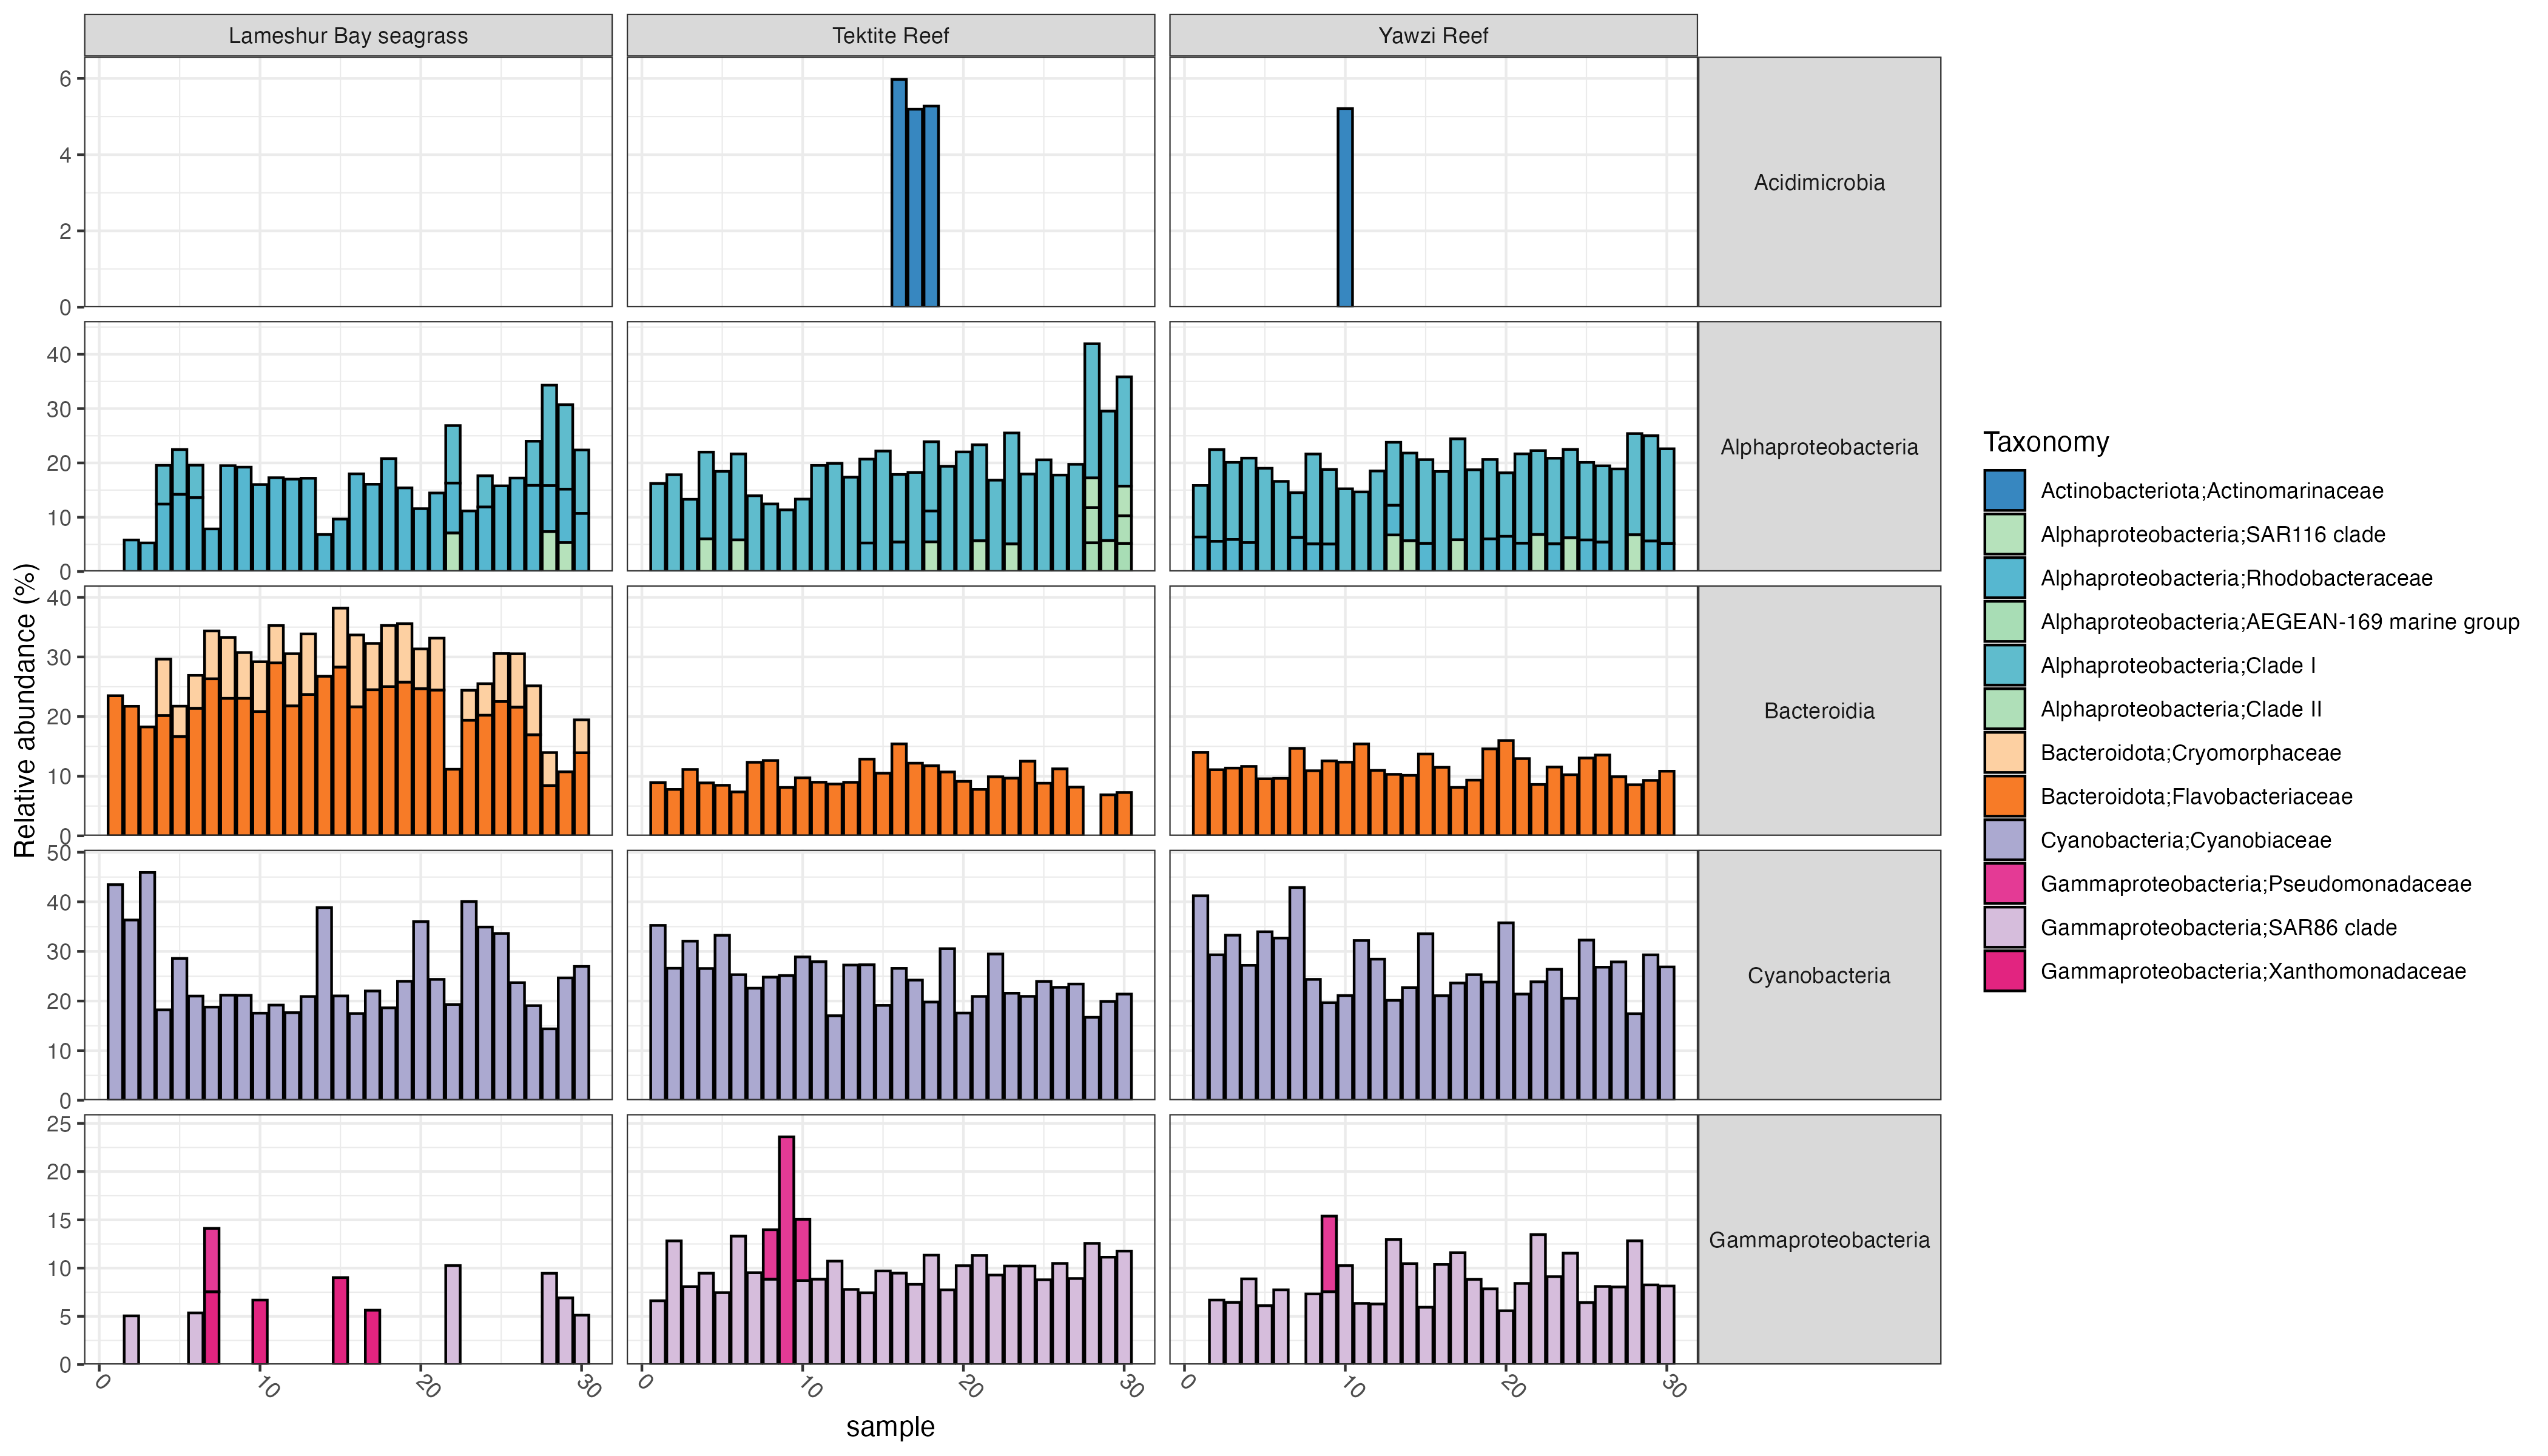 Lameshur Bay seagrass
Tektite Reef
Yawzi Reef
6
4
2
0
Acidimicrobia
40
30
20
10
0
Alphaproteobacteria
40
30
20
10
0
Bacteroidia
50
40
30
20
10
0
Cyanobacteria
25
20
15
10
5
0
Gammaproteobacteria
0 10 20 30
0 10 20 30
0 10 20 30
sample
Relative abundance (%)
Taxonomy
Actinobacteriota;Actinomarinaceae
Alphaproteobacteria;SAR116 clade
Alphaproteobacteria;Rhodobacteraceae
Alphaproteobacteria;AEGEAN-169 marine group
Alphaproteobacteria;Clade I
Alphaproteobacteria;Clade II
Bacteroidota;Cryomorphaceae
Bacteroidota;Flavobacteriaceae
Cyanobacteria;Cyanobiaceae
Gammaproteobacteria;Pseudomonadaceae
Gammaproteobacteria;SAR86 clade
Gammaproteobacteria;Xanthomonadaceae